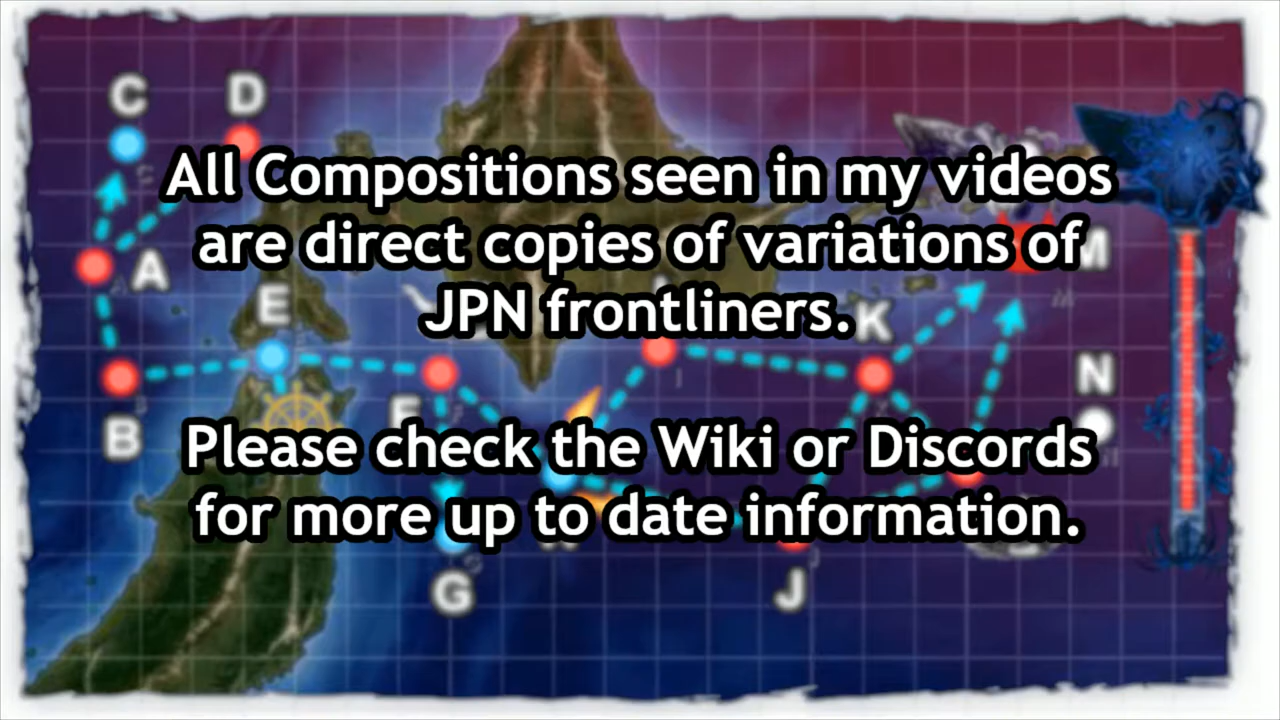 C D
All Compositions seen in my videos
A
are direct copies of variations of
M
E
JPN frontliners.
K
N
F
B
Please check the Wiki or Discords
for more up to date information.
G
J